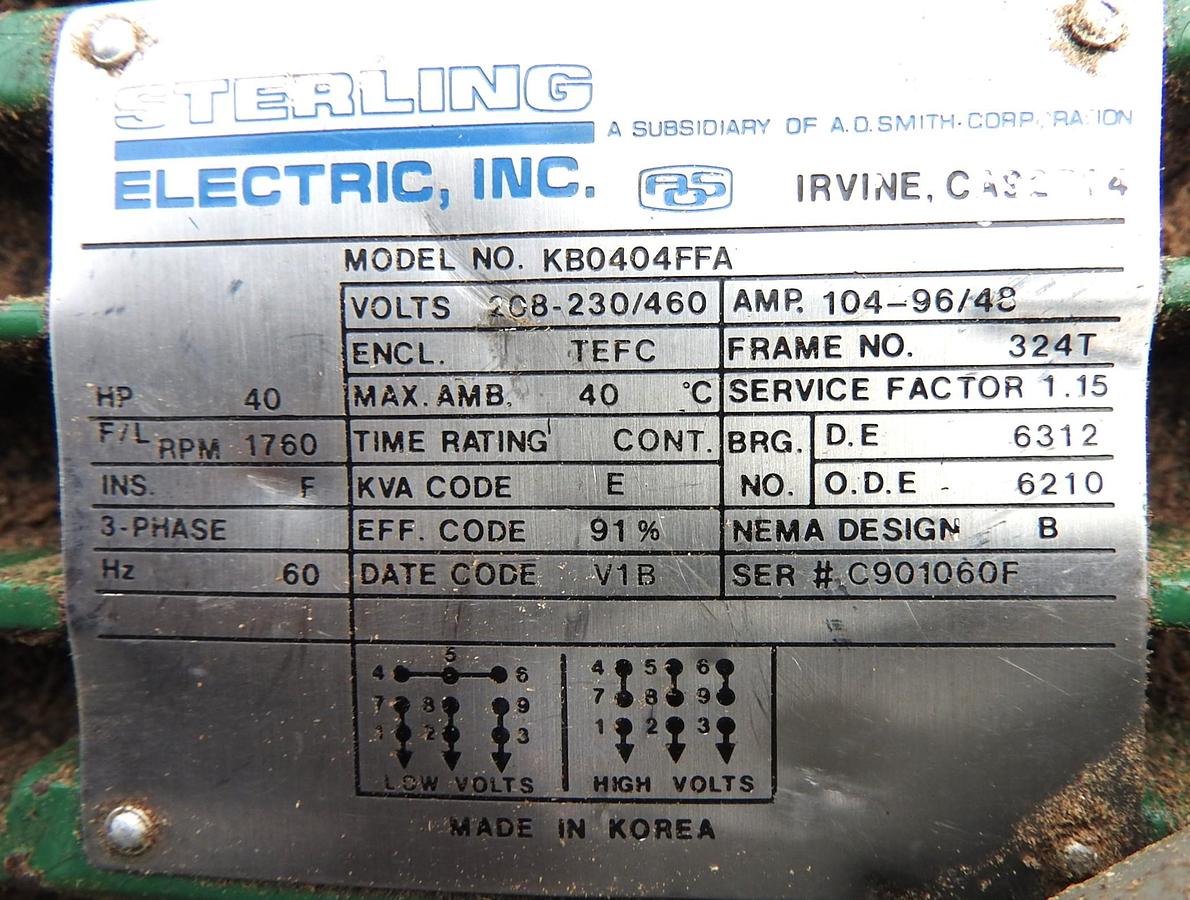 STERLING
A SUBSIDIARY OF A.O.SMITH-CORPORATION
ELECTRIC, INC.
AOS
IRVINE, CA
MODEL NO. KB0404FFA
VOLTS 208-230/460 AMP. 104-96/48
ENCL. TEFC FRAME NO. 324T
HP 40 MAX. AMB. 40 °C SERVICE FACTOR 1.15
F/L RPM 1760 TIME RATING CONT. BRG. D.E 6312
INS. F KVA CODE E NO. O.D.E - 6210
3-PHASE EFF. CODE 91% NEMA DESIGN B
Hz 60 DATE CODE V1B SER # C901060F
5
4 6 4 5 6
7 8 9 7 8 9
1 2 3 1 2 3
LOW VOLTS HIGH VOLTS
MADE IN KOREA